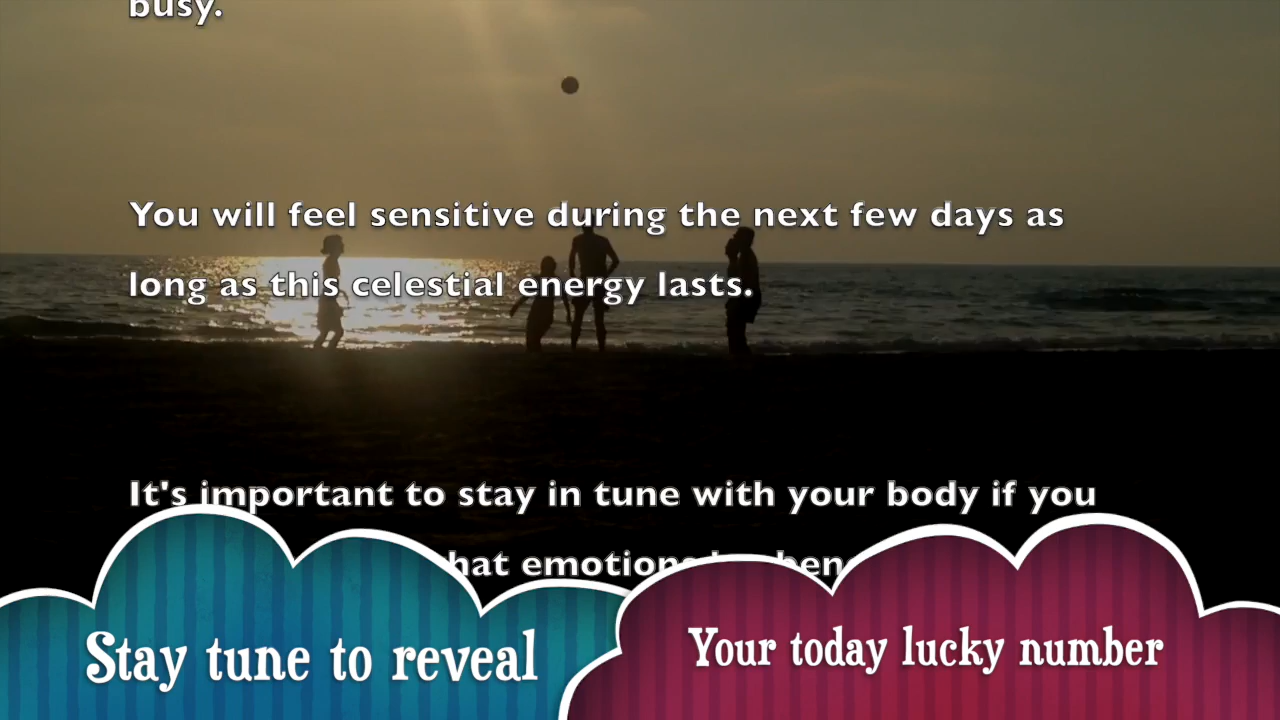 busy.
You will feel sensitive during the next few days as
long as this celestial energy lasts.
It's important to stay in tune with your body if you
emotions
Stay tune to reveal
Your today lucky number